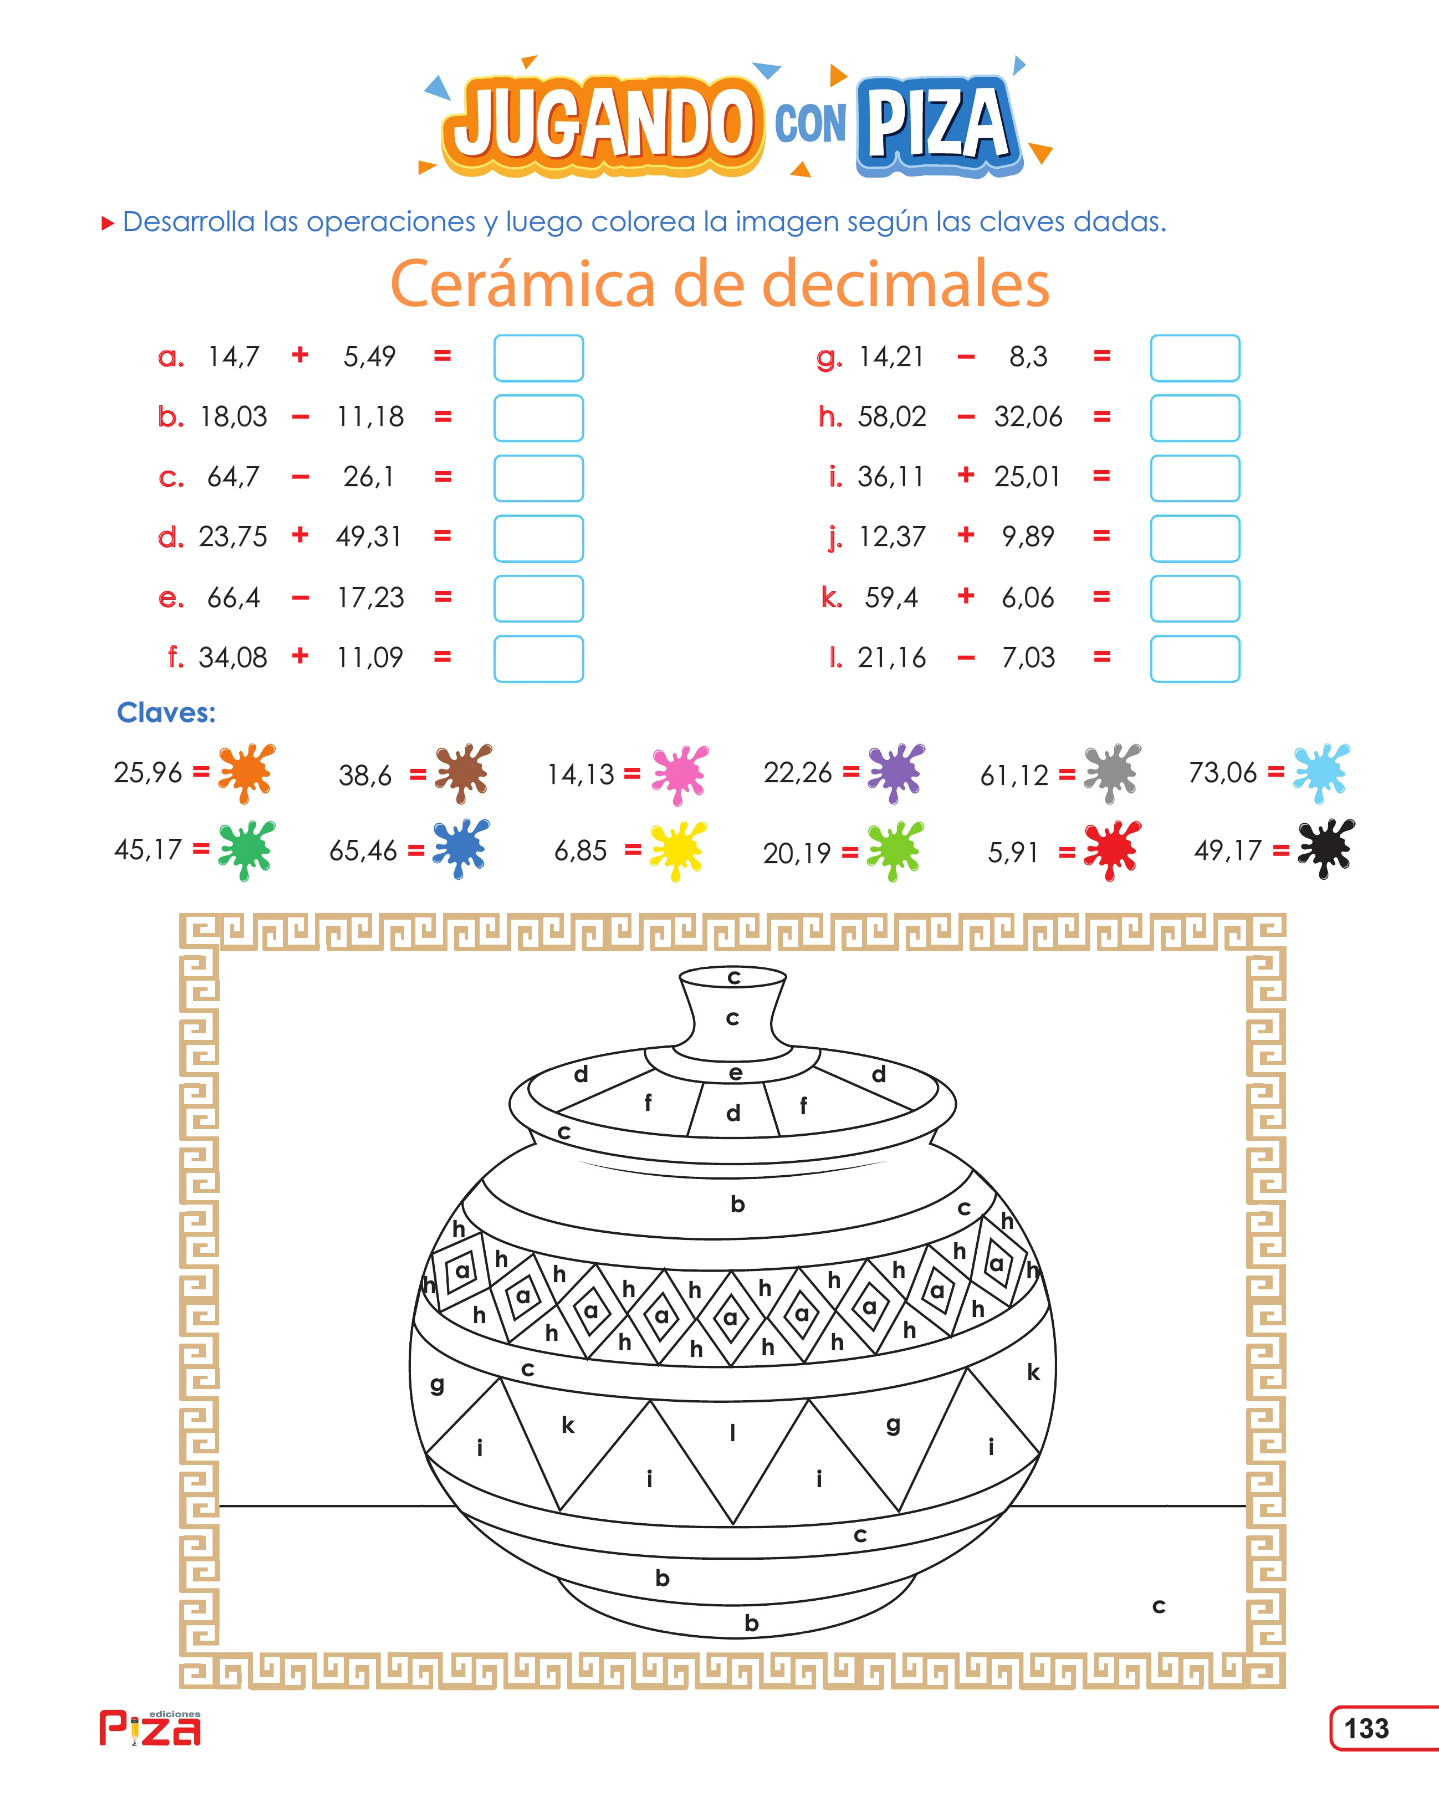 JUGANDO CON PIZA
Desarrolla las operaciones y luego colorea la imagen según las claves dadas.
Cerámica de decimales
a. 14,7 + 5,49 =
b. 18,03 – 11,18 =
c. 64,7 – 26,1 =
d. 23,75 + 49,31 =
e. 66,4 – 17,23 =
f. 34,08 + 11,09 =
g. 14,21 – 8,3 =
h. 58,02 – 32,06 =
i. 36,11 + 25,01 =
j. 12,37 + 9,89 =
k. 59,4 + 6,06 =
l. 21,16 – 7,03 =
Claves:
25,96 = 38,6 = 14,13 = 22,26 = 61,12 = 73,06 =
45,17 = 65,46 = 6,85 = 20,19 = 5,91 = 49,17 =
c
c
d e d
f d f
c
b
c
h h
h h
a a
h a h
h h
h h h h h
a a
a a a a a
h h
h h h h h h
c
g k
k l g
i i
i i
c
b
c
b
ediciones
Piza
133